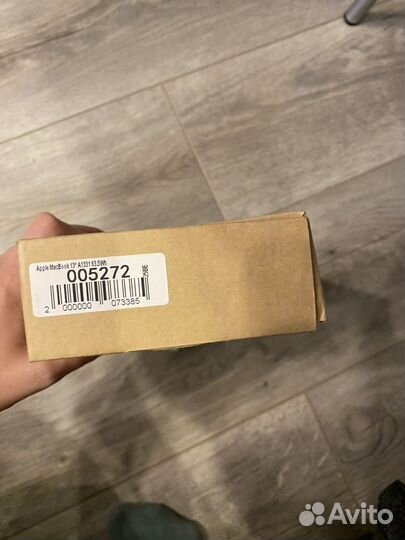 Apple MacBook 13" A1331 63.5Wh
005272
2 000000 073385
Avito